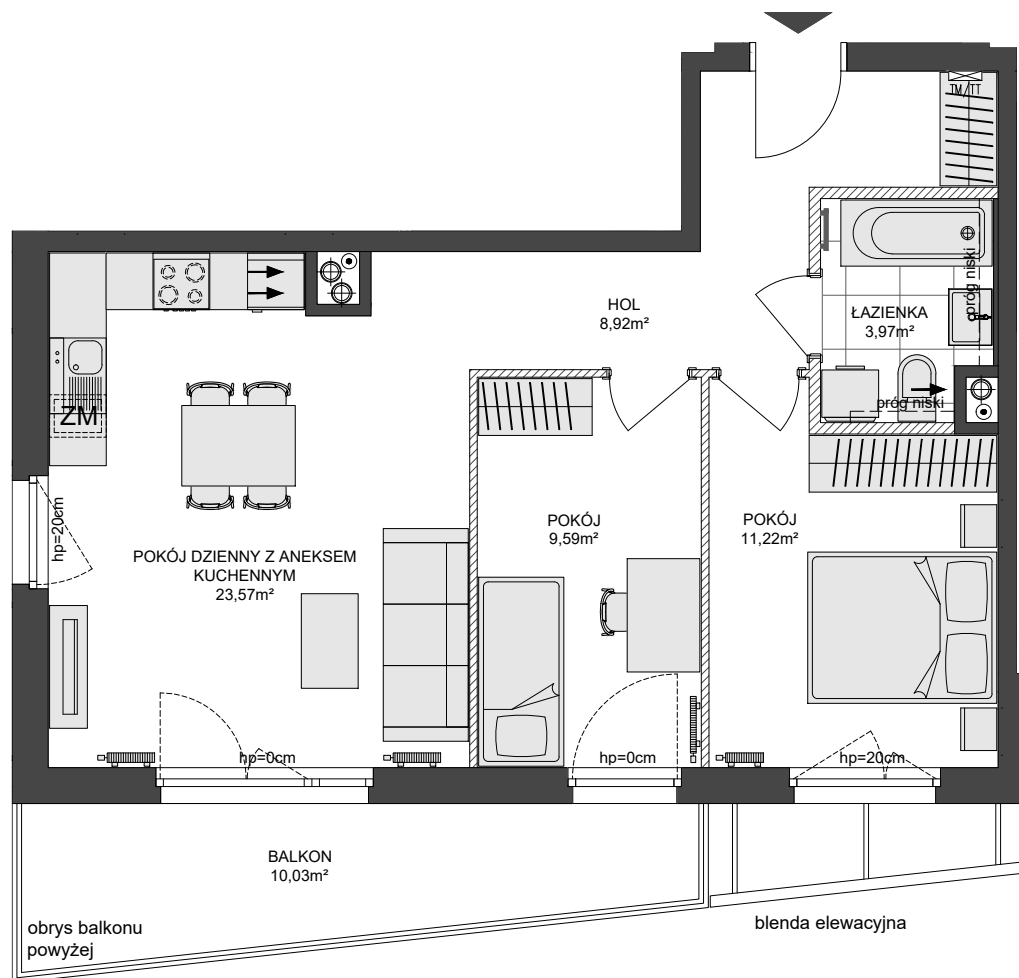 TM/TT
HOL
8,92m²
ŁAZIENKA
3,97m²
próg niski
próg niski
ZM
hp=20cm
POKÓJ DZIENNY Z ANEKSEM
KUCHENNYM
23,57m²
POKÓJ
9,59m²
POKÓJ
11,22m²
hp=0cm
hp=0cm
hp=20cm
BALKON
10,03m²
obrys balkonu
powyżej
blenda elewacyjna